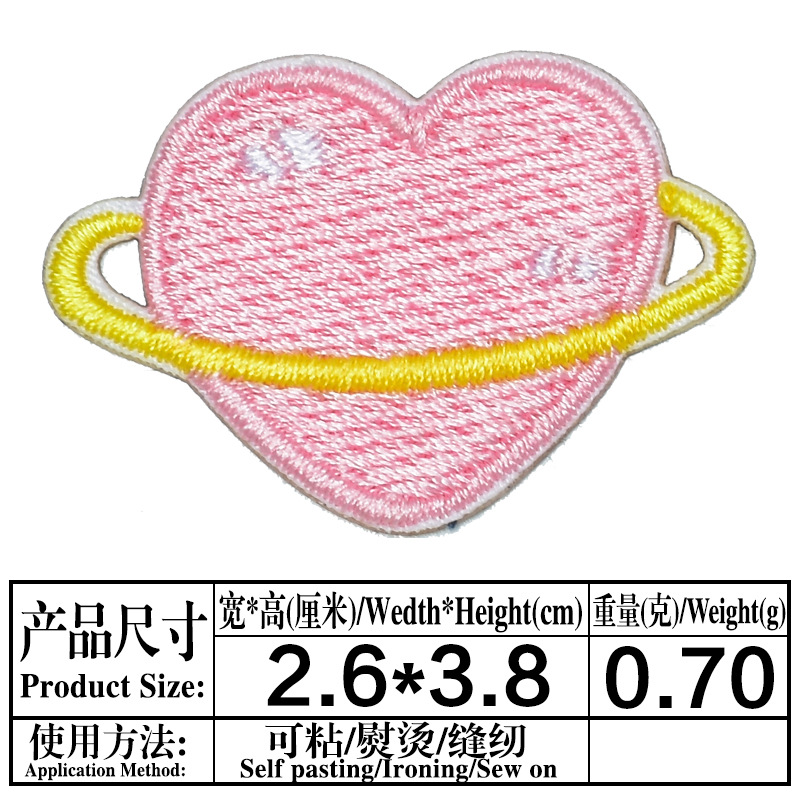 产品尺寸
Product Size:
宽*高(厘米)/Wedth*Height(cm)
重量(克)/Weight(g)
2.6*3.8
0.70
使用方法:
Application Method:
可粘/熨烫/缝纫
Self pasting/Ironing/Sew on